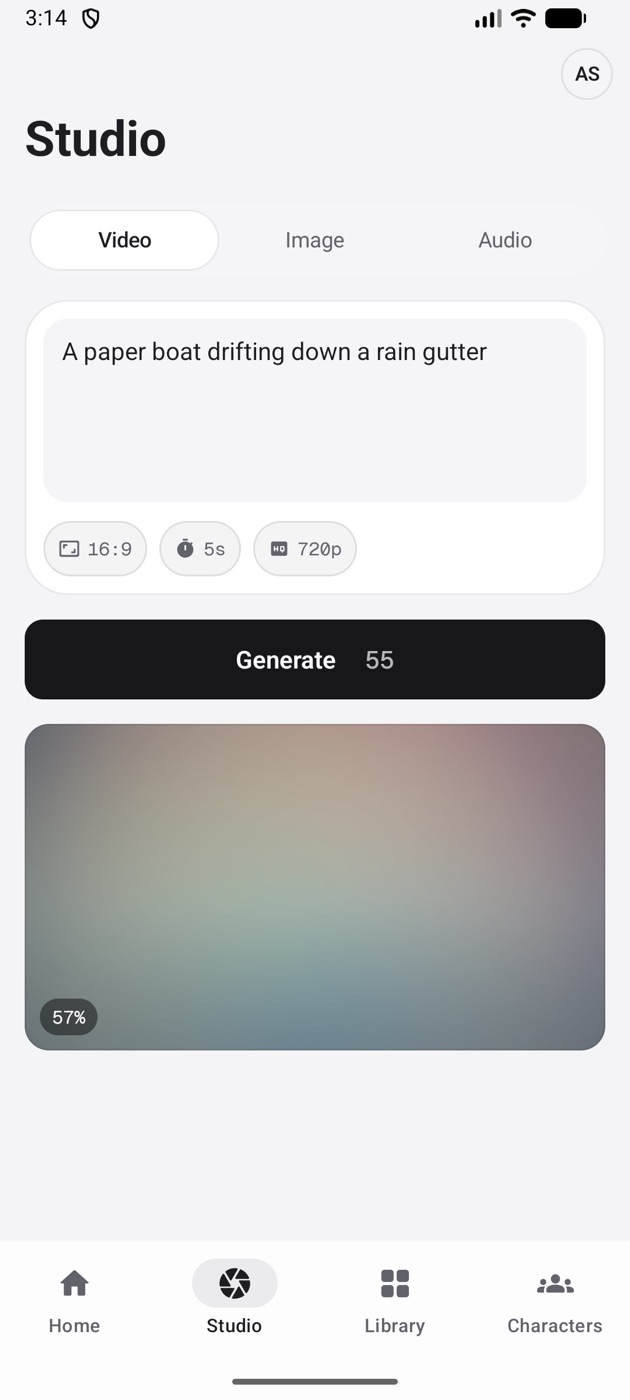 3:14
AS
Studio
Video Image Audio
A paper boat drifting down a rain gutter
16:9 5s HQ 720p
Generate 55
57%
Home Studio Library Characters